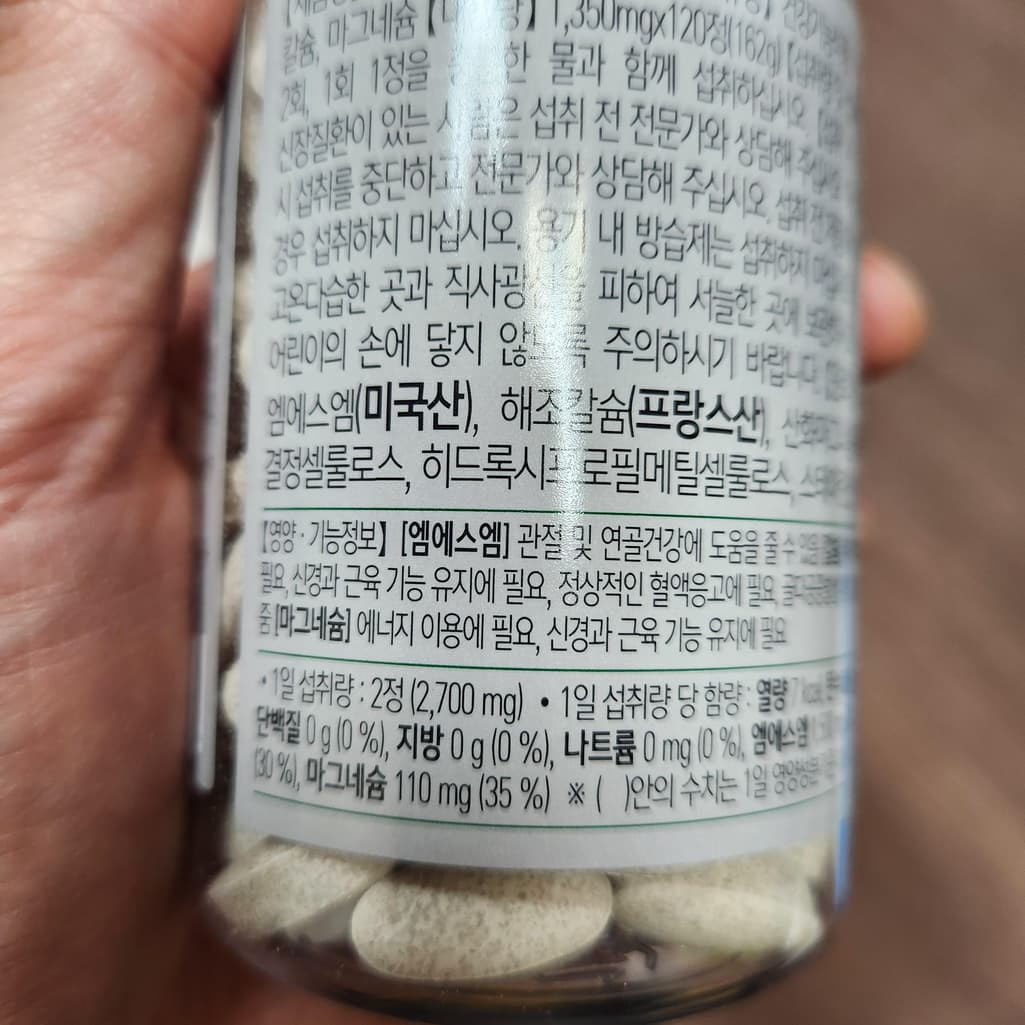 칼슘, 마그네슘【 】1,350mgx120정(162g)【
2회, 1회 1정을 한 물과 함께 섭취하십시오.
신장질환이 있는 사람은 섭취 전 전문가와 상담해
시 섭취를 중단하고 전문가와 상담해 주십시오. 섭취 전
경우 섭취하지 마십시오. 용기 내 방습제는 섭취하지
고온다습한 곳과 직사광선을 피하여 서늘한 곳에
어린이의 손에 닿지 않도록 주의하시기 바랍니다
엠에스엠(미국산), 해조칼슘(프랑스산),
결정셀룰로스, 히드록시프로필메틸셀룰로스,
【영양·기능정보】 [엠에스엠] 관절 및 연골건강에 도움을 줄 수 있음
필요, 신경과 근육 기능 유지에 필요, 정상적인 혈액응고에 필요,
줌 [마그네슘] 에너지 이용에 필요, 신경과 근육 기능 유지에 필요
• 1일 섭취량 : 2정 (2,700 mg) • 1일 섭취량 당 함량 : 열량
단백질 0 g (0 %), 지방 0 g (0 %), 나트륨 0 mg (0 %), 엠에스엠
(30 %), 마그네슘 110 mg (35 %) ※ ( )안의 수치는 1일